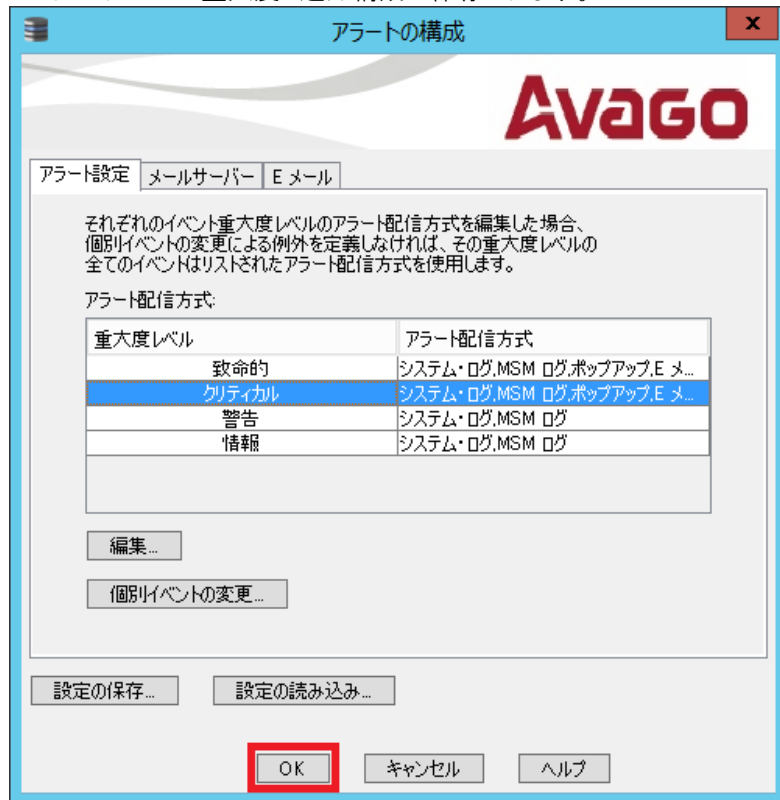 アラートの構成
x
Avago
アラート設定
メールサーバー
E メール
それぞれのイベント重大度レベルのアラート配信方式を編集した場合、
個別イベントの変更による例外を定義しなければ、その重大度レベルの
全てのイベントはリストされたアラート配信方式を使用します。
アラート配信方式:
重大度レベル アラート配信方式
致命的 システム・ログ,MSM ログ,ポップアップ,E メ...
クリティカル システム・ログ,MSM ログ,ポップアップ,E メ...
警告 システム・ログ,MSM ログ
情報 システム・ログ,MSM ログ
編集...
個別イベントの変更...
設定の保存... 設定の読み込み...
OK キャンセル ヘルプ